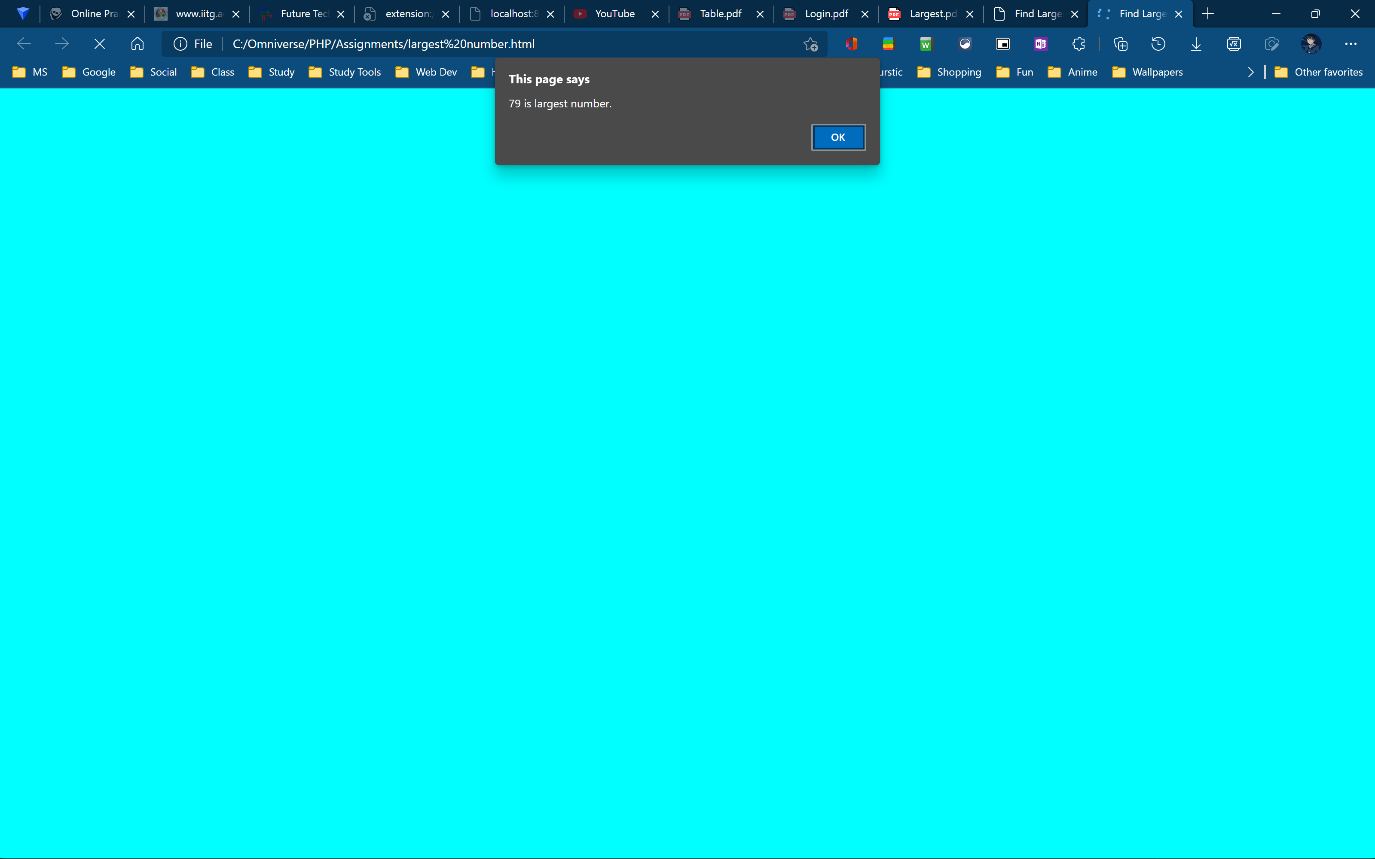 Online Pra
www.iitg.a
Future Tec
extension:
localhost:8
YouTube
Table.pdf
Login.pdf
Largest.pd
Find Large
Find Large
File
C:/Omniverse/PHP/Assignments/largest%20number.html
MS
Google
Social
Class
Study
Study Tools
Web Dev
H
urstic
Shopping
Fun
Anime
Wallpapers
Other favorites
This page says
79 is largest number.
OK